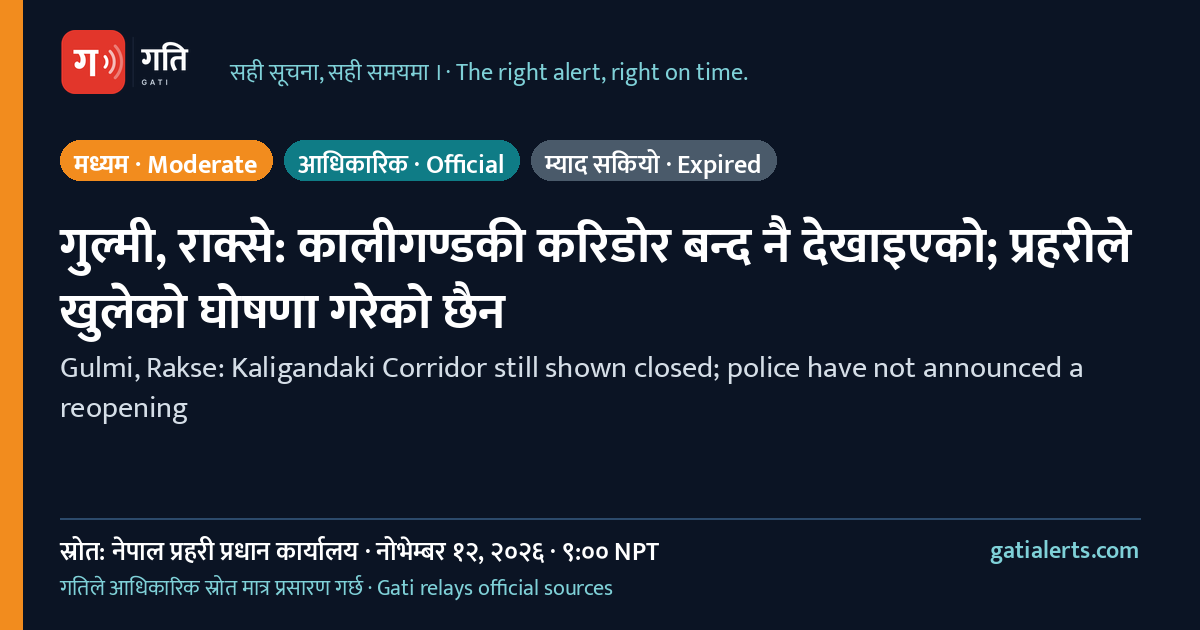 ग गति
GATI
सही सूचना, सही समयमा । · The right alert, right on time.
मध्यम · Moderate आधिकारिक · Official म्याद सकियो · Expired
गुल्मी, राक्से: कालीगण्डकी करिडोर बन्द नै देखाइएको; प्रहरीले
खुलेको घोषणा गरेको छैन
Gulmi, Rakse: Kaligandaki Corridor still shown closed; police have not announced a
reopening
स्रोत: नेपाल प्रहरी प्रधान कार्यालय · नोभेम्बर १२, २०२६ · ९:०० NPT
gatialerts.com
गतिले आधिकारिक स्रोत मात्र प्रसारण गर्छ · Gati relays official sources